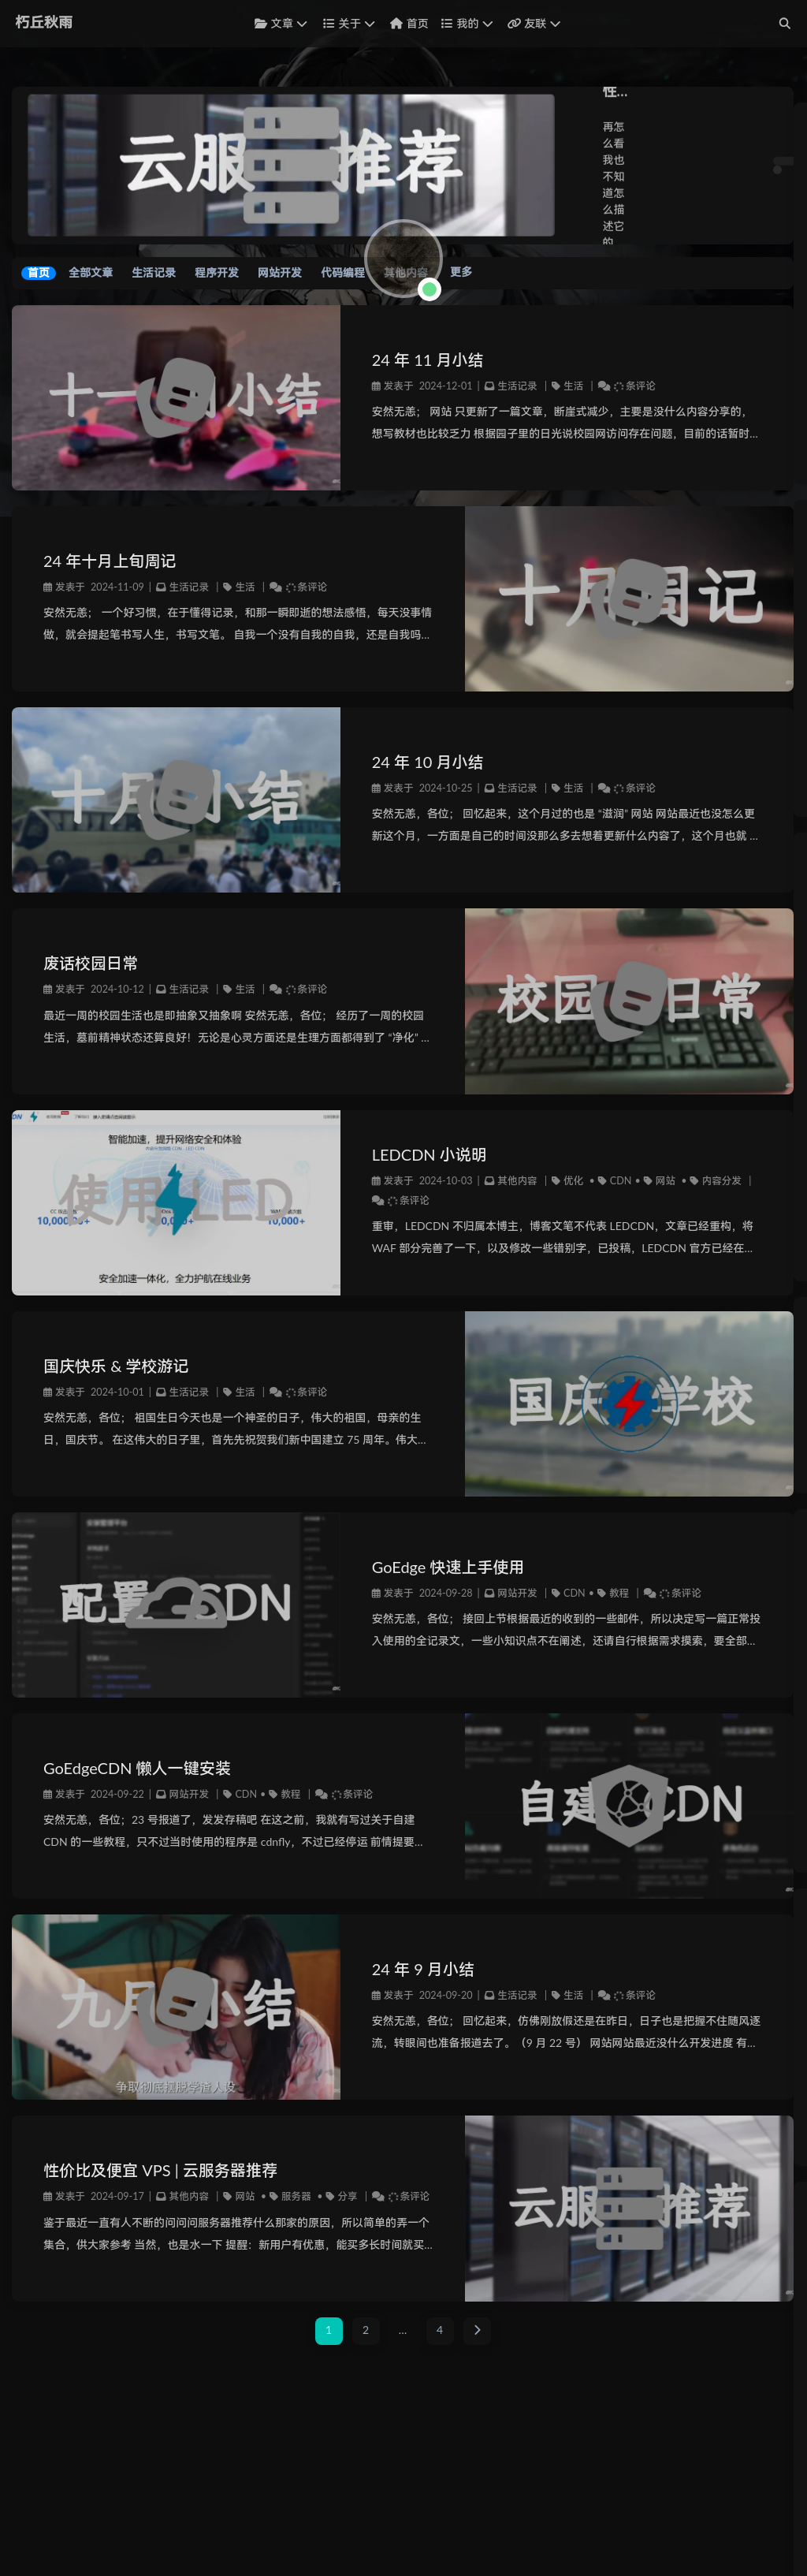 朽丘秋雨
文章 关于 首页 我的 友联
云服 推荐
性...
再怎
么看
我也
不知
道怎
么描
述它
的
首页 全部文章 生活记录 程序开发 网站开发 代码编程 其他内容 更多
十一 小结
24 年 11 月小结
发表于 2024-12-01 | 生活记录 | 生活 | 条评论
安然无恙； 网站 只更新了一篇文章，断崖式减少，主要是没什么内容分享的，
想写教材也比较乏力 根据园子里的日光说校园网访问存在问题，目前的话暂时...
24 年十月上旬周记
发表于 2024-11-09 | 生活记录 | 生活 | 条评论
安然无恙； 一个好习惯，在于懂得记录，和那一瞬即逝的想法感悟，每天没事情
做，就会提起笔书写人生，书写文笔。 自我一个没有自我的自我，还是自我吗...
十月 周记
十月 小结
24 年 10 月小结
发表于 2024-10-25 | 生活记录 | 生活 | 条评论
安然无恙，各位； 回忆起来，这个月过的也是 “滋润” 网站 网站最近也没怎么更
新这个月，一方面是自己的时间没那么多去想着更新什么内容了，这个月也就 ...
废话校园日常
发表于 2024-10-12 | 生活记录 | 生活 | 条评论
最近一周的校园生活也是即抽象又抽象啊 安然无恙，各位； 经历了一周的校园
生活，墓前精神状态还算良好！无论是心灵方面还是生理方面都得到了 “净化” ...
校园 日常
智能加速，提升网络安全和体验
使用 LED
10,000 10,000+
安全加速一体化，全力护航在线业务
LEDCDN 小说明
发表于 2024-10-03 | 其他内容 | 优化 • CDN • 网站 • 内容分发 |
条评论
重审，LEDCDN 不归属本博主，博客文笔不代表 LEDCDN，文章已经重构，将
WAF 部分完善了一下，以及修改一些错别字，已投稿，LEDCDN 官方已经在...
国庆快乐 & 学校游记
发表于 2024-10-01 | 生活记录 | 生活 | 条评论
安然无恙，各位； 祖国生日今天也是一个神圣的日子，伟大的祖国，母亲的生
日，国庆节。 在这伟大的日子里，首先先祝贺我们新中国建立 75 周年。伟大...
国庆 学校
配置 CDN
GoEdge 快速上手使用
发表于 2024-09-28 | 网站开发 | CDN • 教程 | 条评论
安然无恙，各位； 接回上节根据最近的收到的一些邮件，所以决定写一篇正常投
入使用的全记录文，一些小知识点不在阐述，还请自行根据需求摸索，要全部...
GoEdgeCDN 懒人一键安装
发表于 2024-09-22 | 网站开发 | CDN • 教程 | 条评论
安然无恙，各位；23 号报道了，发发存稿吧 在这之前，我就有写过关于自建
CDN 的一些教程，只不过当时使用的程序是 cdnfly，不过已经停运 前情提要...
自建 CDN
九月 小结
争取彻底摆脱学渣人设
24 年 9 月小结
发表于 2024-09-20 | 生活记录 | 生活 | 条评论
安然无恙，各位； 回忆起来，仿佛刚放假还是在昨日，日子也是把握不住随风逐
流，转眼间也准备报道去了。（9 月 22 号） 网站网站最近没什么开发进度 有...
性价比及便宜 VPS | 云服务器推荐
发表于 2024-09-17 | 其他内容 | 网站 • 服务器 • 分享 | 条评论
鉴于最近一直有人不断的问问问服务器推荐什么那家的原因，所以简单的弄一个
集合，供大家参考 当然，也是水一下 提醒：新用户有优惠，能买多长时间就买...
云服 推荐
1 2 ... 4